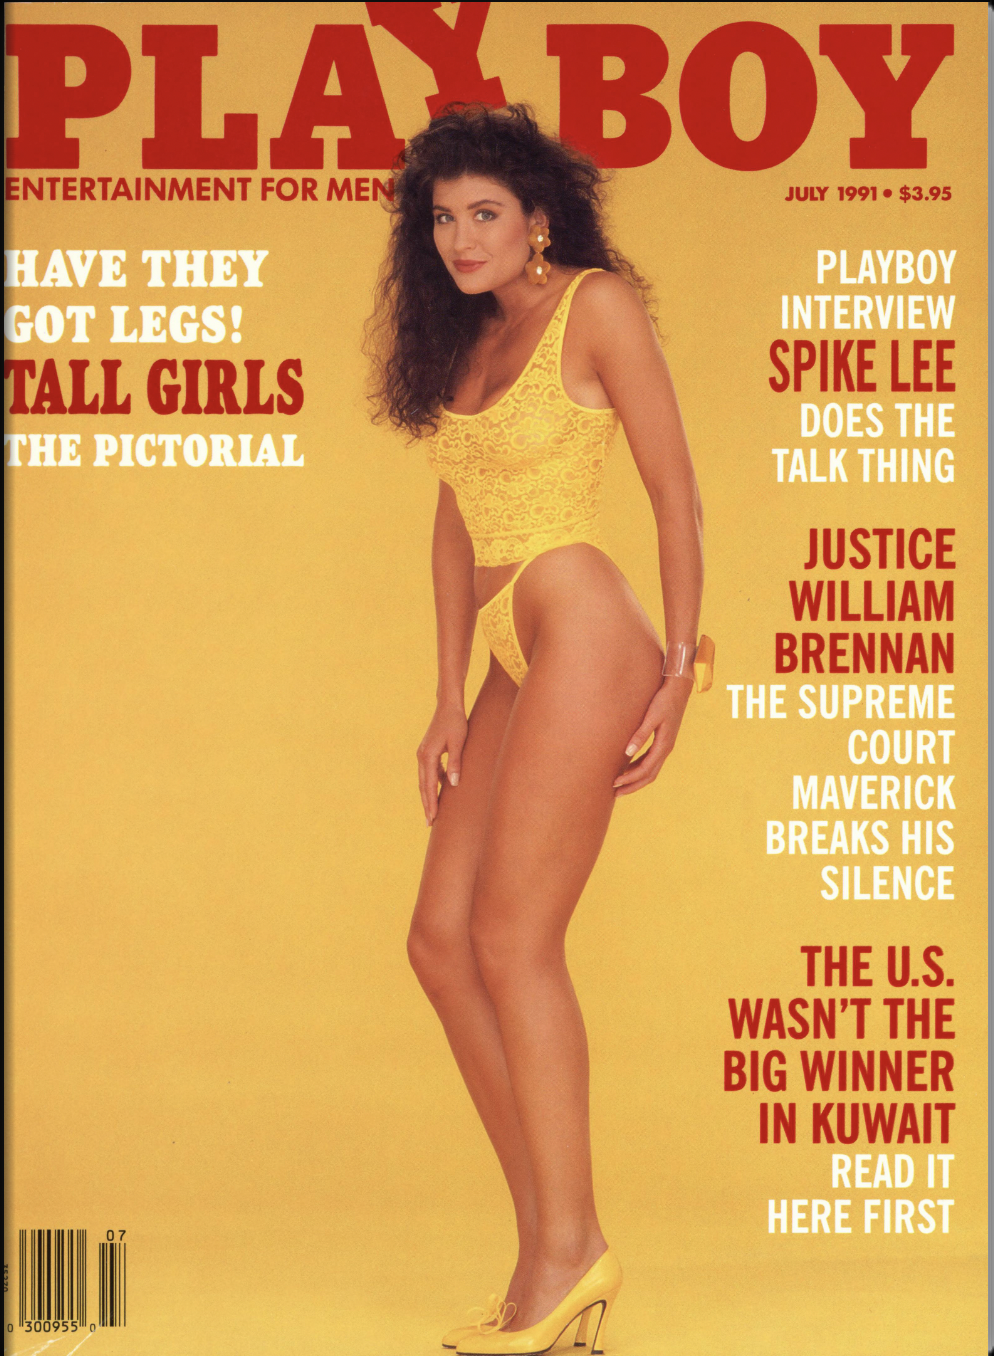 PLAYBOY
ENTERTAINMENT FOR MEN
JULY 1991 • $3.95
HAVE THEY
GOT LEGS!
TALL GIRLS
THE PICTORIAL
PLAYBOY
INTERVIEW
SPIKE LEE
DOES THE
TALK THING
JUSTICE
WILLIAM
BRENNAN
THE SUPREME
COURT
MAVERICK
BREAKS HIS
SILENCE
THE U.S.
WASN'T THE
BIG WINNER
IN KUWAIT
READ IT
HERE FIRST
07
0 300955 0